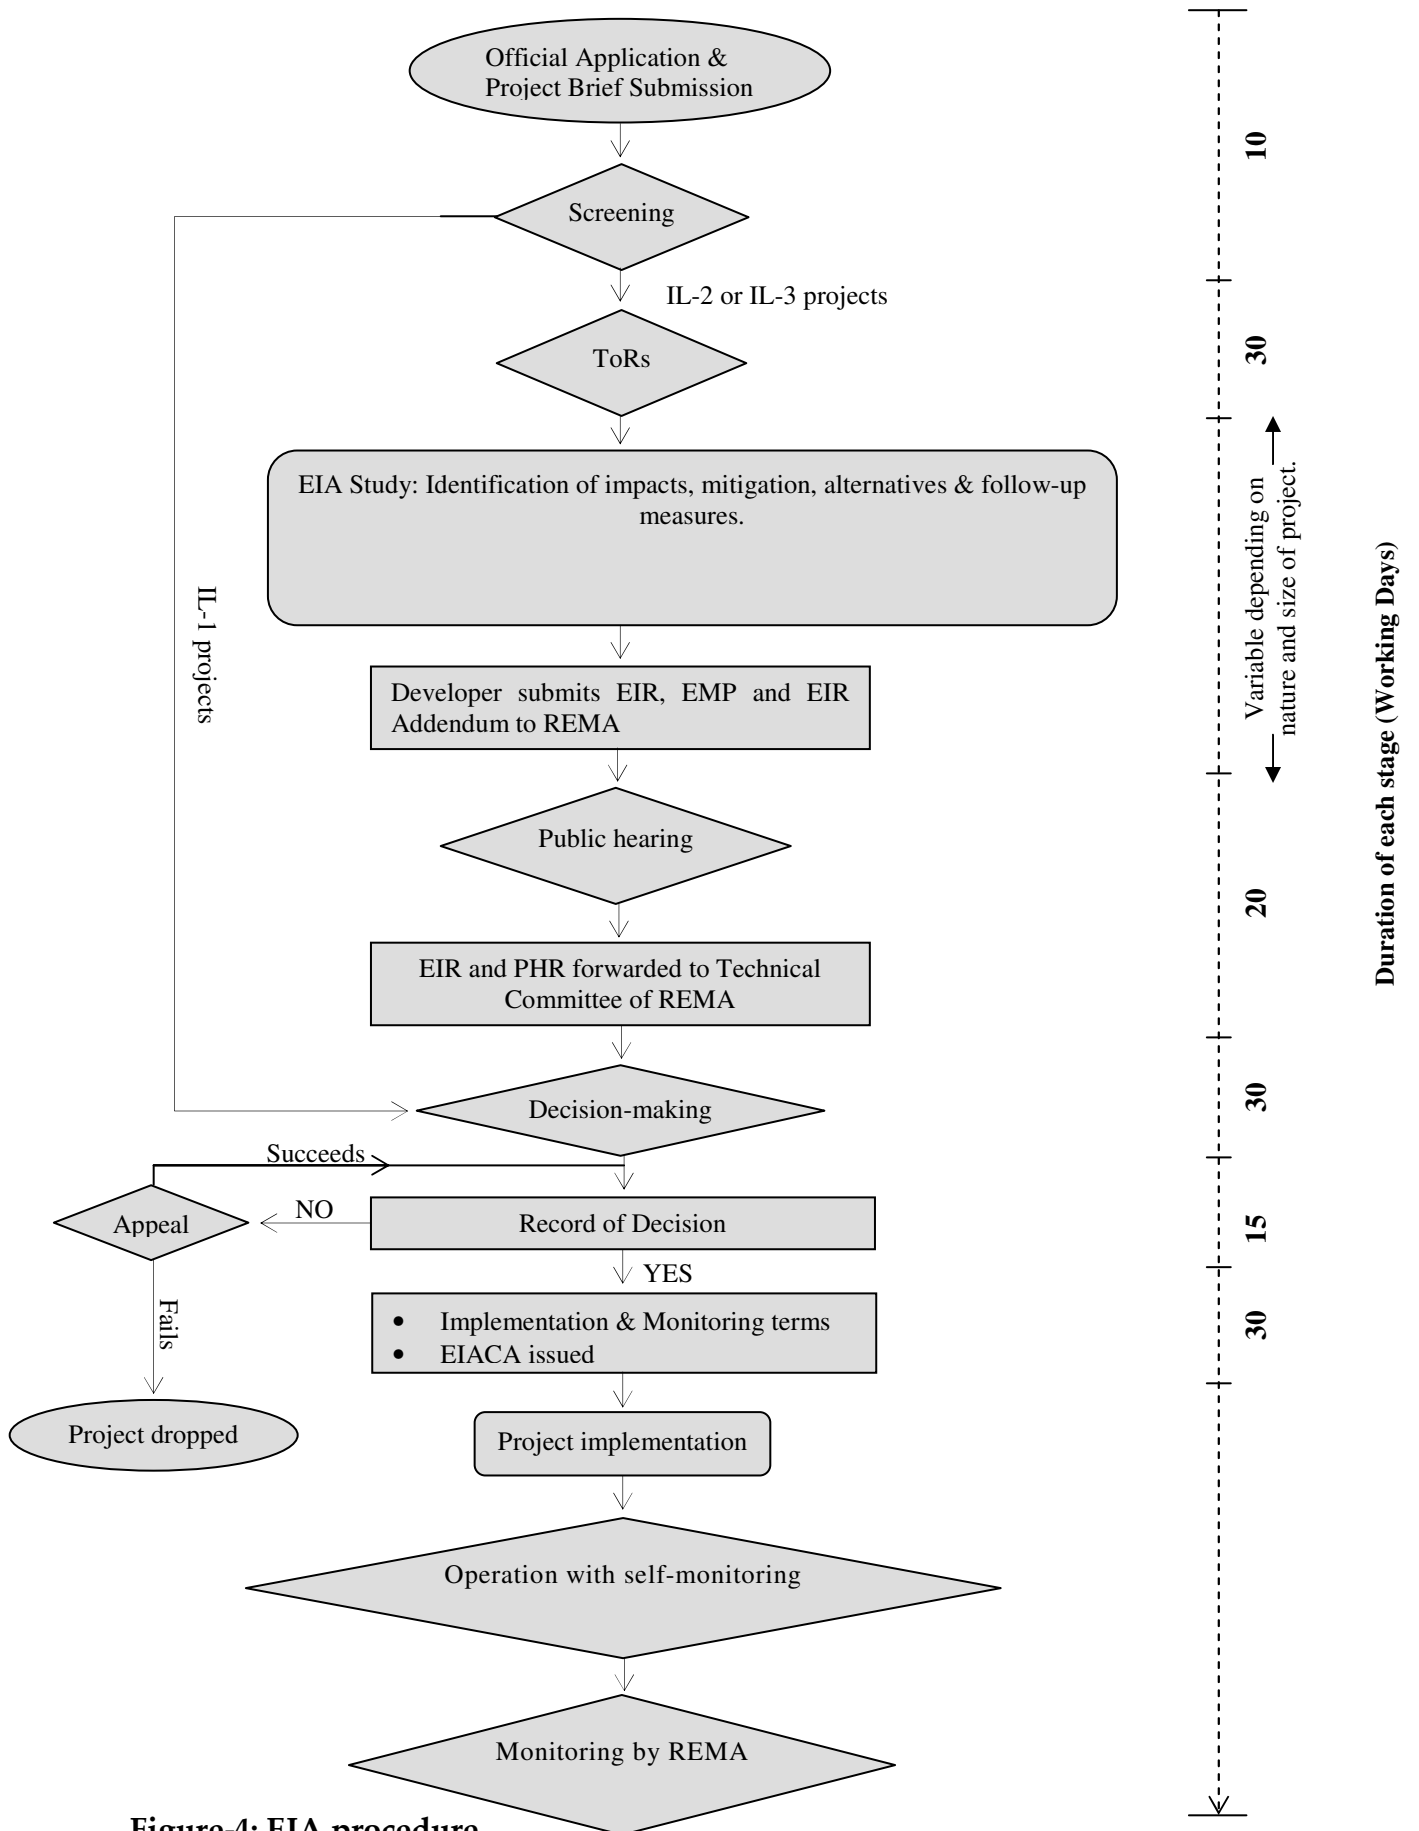 Official Application &
Project Brief Submission
10
Screening
IL-2 or IL-3 projects
30
ToRs
EIA Study: Identification of impacts, mitigation, alternatives & follow-up
measures.
Variable depending on
nature and size of project.
Duration of each stage (Working Days)
IL-1 projects
Developer submits EIR, EMP and EIR
Addendum to REMA
Public hearing
20
EIR and PHR forwarded to Technical
Committee of REMA
Decision-making
30
Succeeds
Appeal
NO
Record of Decision
15
YES
Fails
• Implementation & Monitoring terms
• EIACA issued
30
Project dropped
Project implementation
Operation with self-monitoring
Monitoring by REMA
Figure-4: EIA procedure